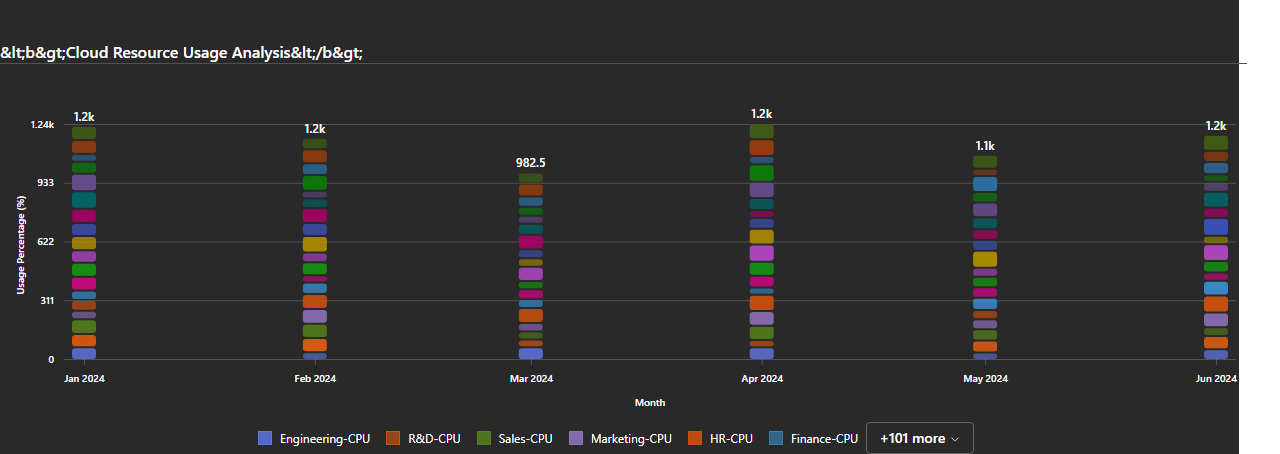 &lt;b&gt;Cloud Resource Usage Analysis&lt;/b&gt;
1.2k
1.2k
982.5
1.2k
1.1k
1.2k
1.24k
933
622
311
0
Usage Percentage (%)
Jan 2024
Feb 2024
Mar 2024
Apr 2024
May 2024
Jun 2024
Month
Engineering-CPU R&D-CPU Sales-CPU Marketing-CPU HR-CPU Finance-CPU +101 more